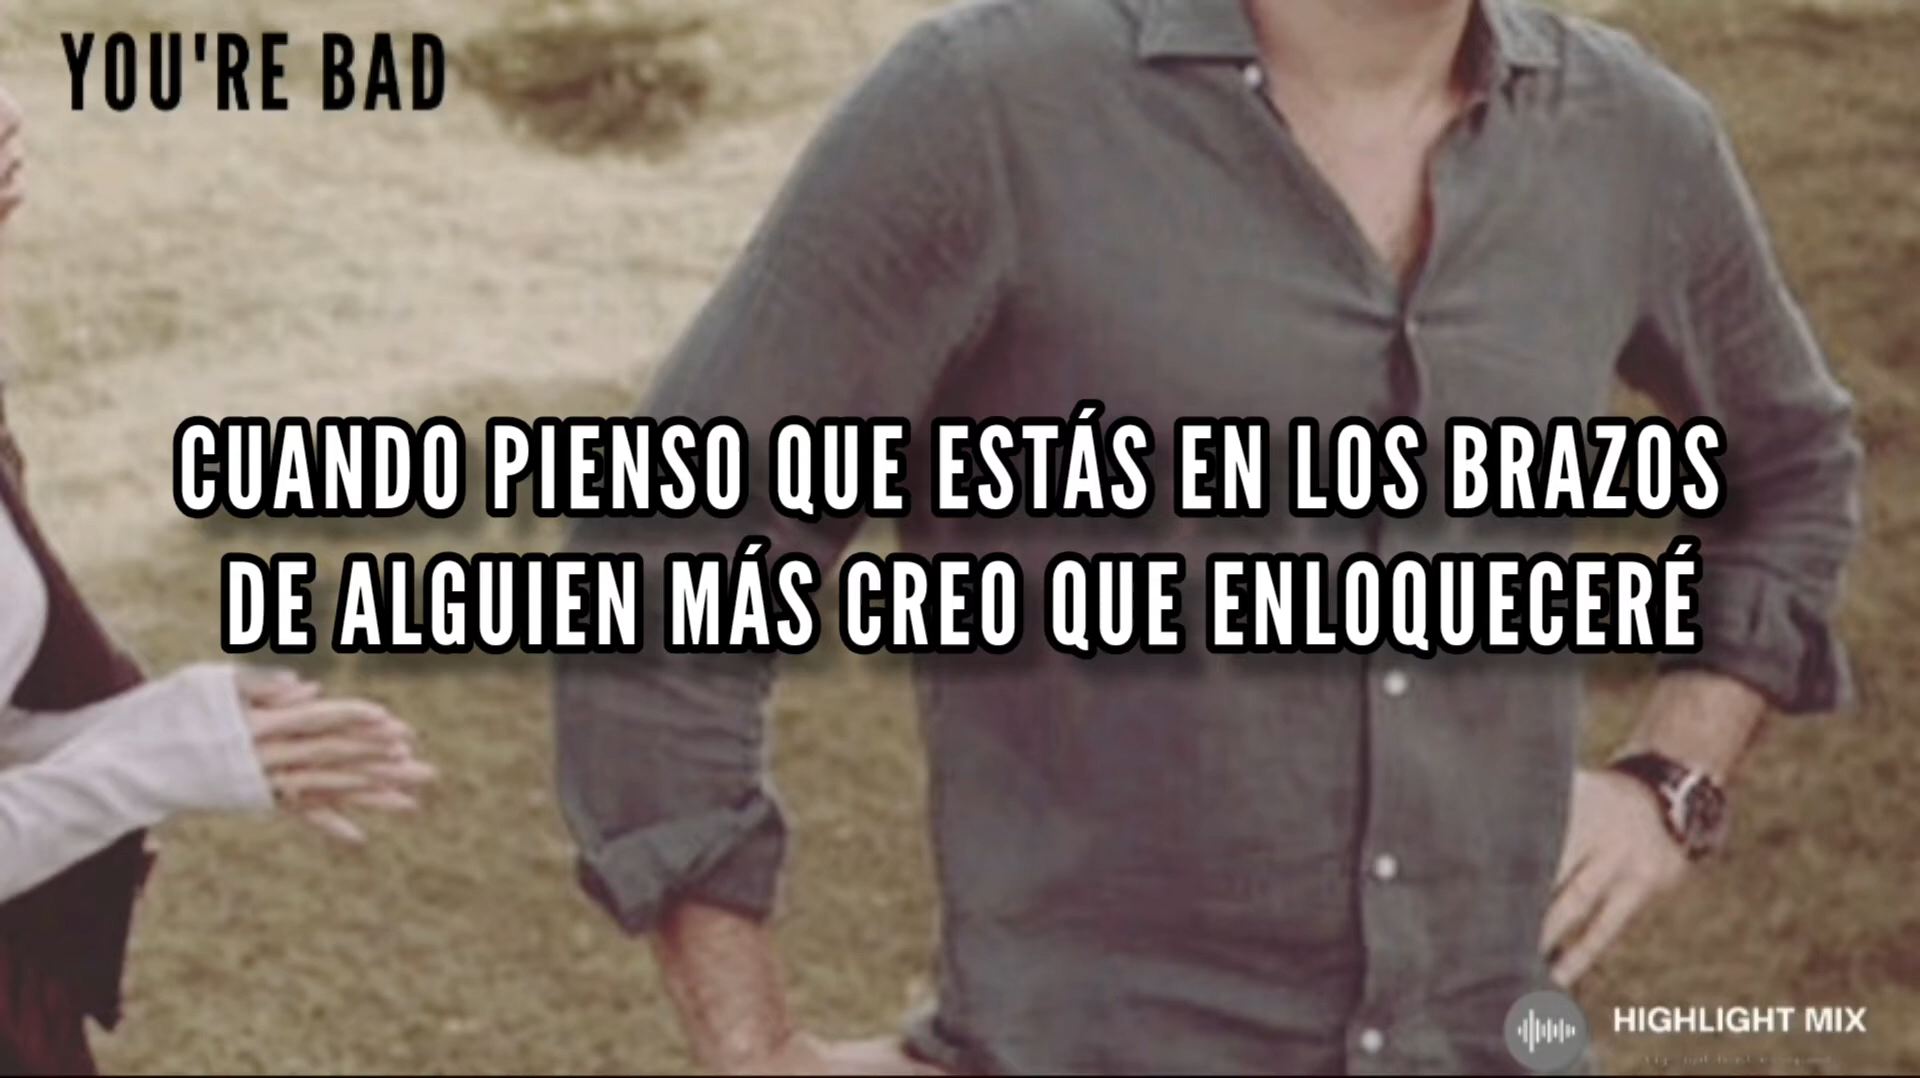 YOU'RE BAD
CUANDO PIENSO QUE ESTÁS EN LOS BRAZOS
DE ALGUIEN MÁS CREO QUE ENLOQUECERÉ
HIGHLIGHT MIX